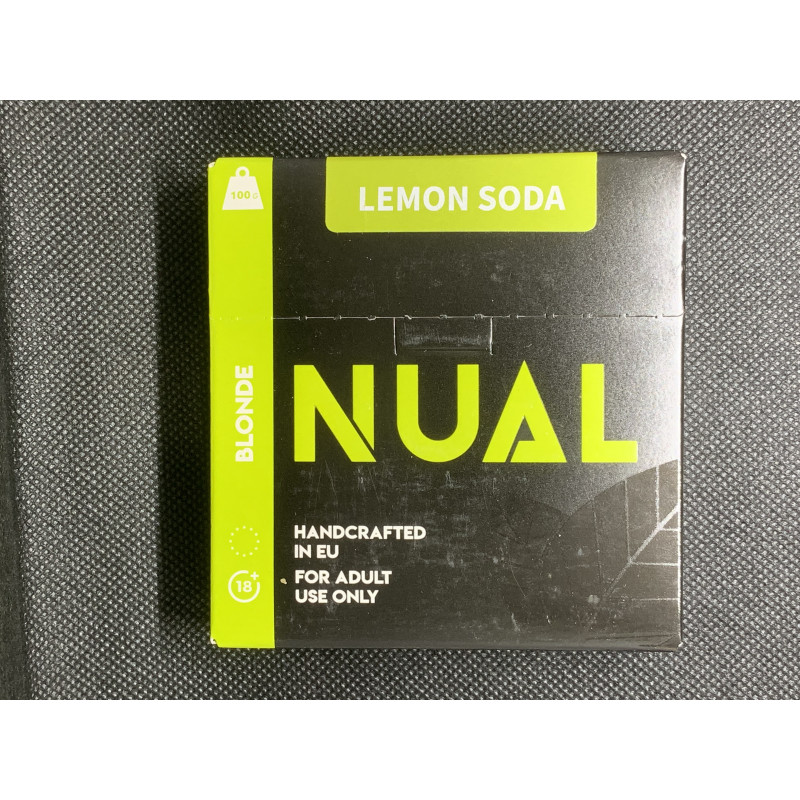 100 G
LEMON SODA
BLONDE
NUAL
HANDCRAFTED
IN EU
FOR ADULT
USE ONLY
18+